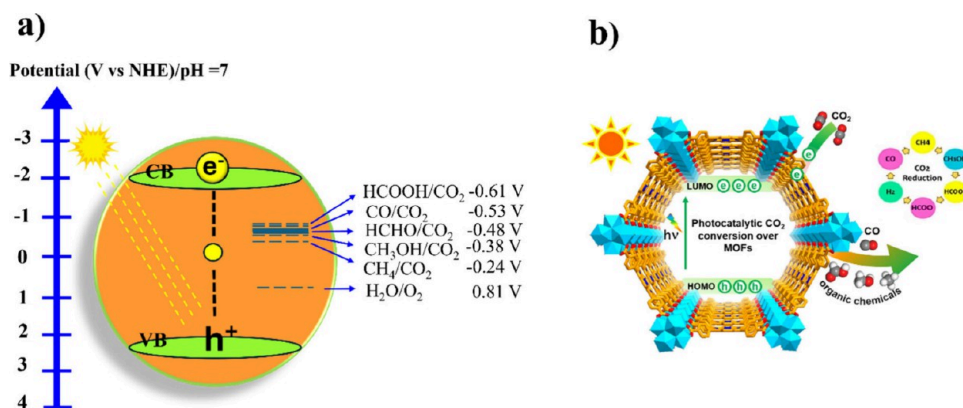 a)
Potential (V vs NHE)/pH =7
-3
-2
-1
0
1
2
3
4
CB
e-
h+
VB
HCOOH/CO2 -0.61 V
CO/CO2 -0.53 V
HCHO/CO2 -0.48 V
CH3OH/CO2 -0.38 V
CH4/CO2 -0.24 V
H2O/O2 0.81 V
b)
CO2
e
e
LUMO e e e
hν
Photocatalytic CO2
conversion over
MOFs
HOMO h h h
CH4
CO
CO2
Reduction
H2
HCOO
CO
organic chemicals